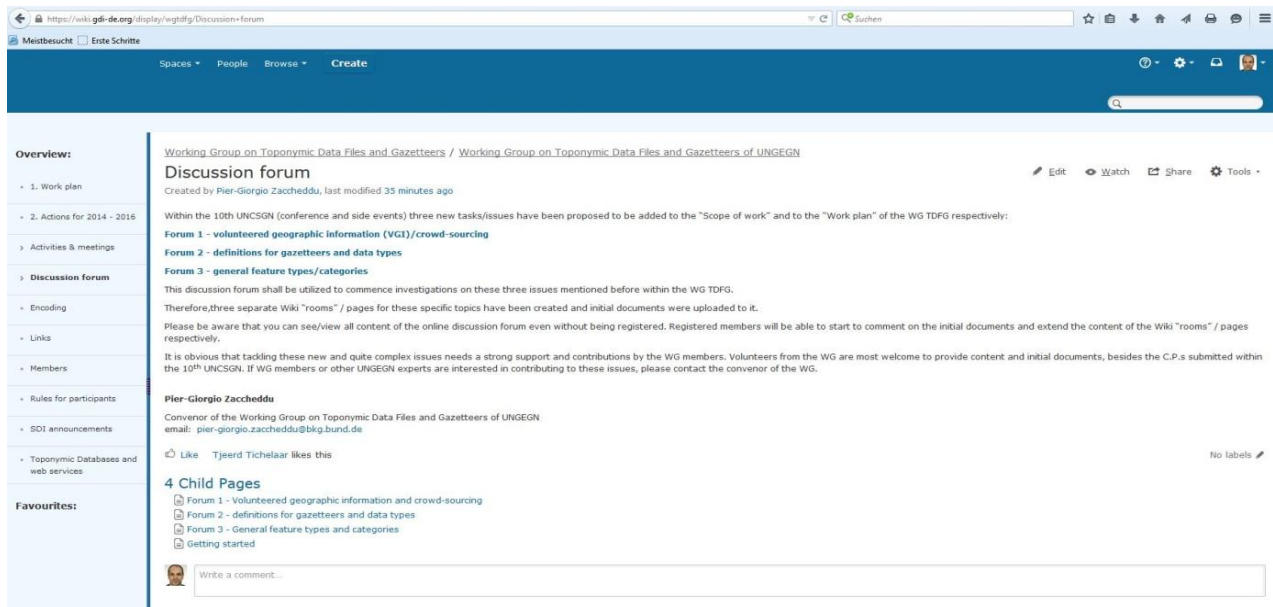 https://wiki.gdi-de.org/display/wgtdfg/Discussion+forum
Suchen
Meistbesucht Erste Schritte
Spaces People Browse Create
Overview:
1. Work plan
2. Actions for 2014 - 2016
Activities & meetings
Discussion forum
Encoding
Links
Members
Rules for participants
SDI announcements
Toponymic Databases and
web services
Favourites:
Working Group on Toponymic Data Files and Gazetteers / Working Group on Toponymic Data Files and Gazetteers of UNGEGN
Discussion forum
Edit Watch Share Tools
Created by Pier-Giorgio Zaccheddu, last modified 35 minutes ago
Within the 10th UNCSGN (conference and side events) three new tasks/issues have been proposed to be added to the "Scope of work" and to the "Work plan" of the WG TDFG respectively:
Forum 1 - volunteered geographic information (VGI)/crowd-sourcing
Forum 2 - definitions for gazetteers and data types
Forum 3 - general feature types/categories
This discussion forum shall be utilized to commence investigations on these three issues mentioned before within the WG TDFG.
Therefore,three separate Wiki "rooms" / pages for these specific topics have been created and initial documents were uploaded to it.
Please be aware that you can see/view all content of the online discussion forum even without being registered. Registered members will be able to start to comment on the initial documents and extend the content of the Wiki "rooms" / pages
respectively.
It is obvious that tackling these new and quite complex issues needs a strong support and contributions by the WG members. Volunteers from the WG are most welcome to provide content and initial documents, besides the C.P.s submitted within
the 10th UNCSGN. If WG members or other UNGEGN experts are interested in contributing to these issues, please contact the convenor of the WG.
Pier-Giorgio Zaccheddu
Convenor of the Working Group on Toponymic Data Files and Gazetteers of UNGEGN
email: pier-giorgio.zaccheddu@bkg.bund.de
Like Tjeerd Tichelaar likes this
No labels
4 Child Pages
Forum 1 - Volunteered geographic information and crowd-sourcing
Forum 2 - definitions for gazetteers and data types
Forum 3 - General feature types and categories
Getting started
Write a comment...